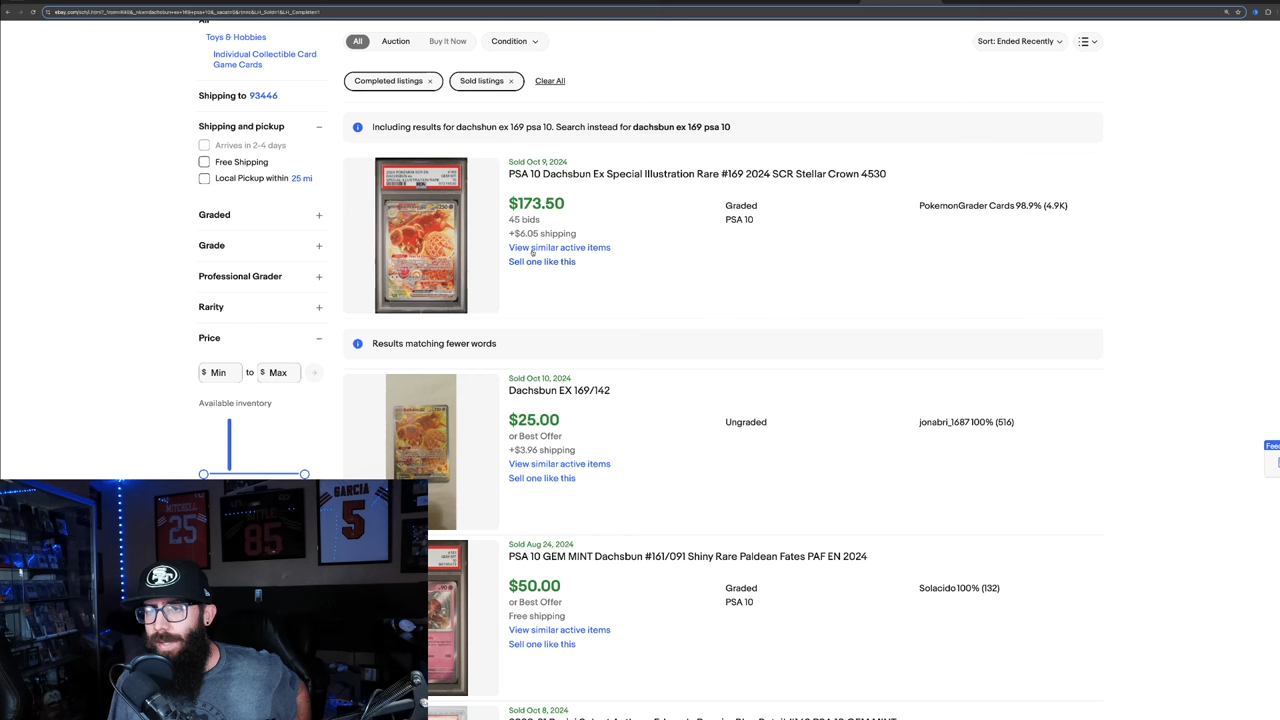 All
Toys & Hobbies
Individual Collectible Card
Game Cards
Shipping to 93446
Shipping and pickup
Arrives in 2-4 days
Free Shipping
Local Pickup within 25 mi
Graded
Grade
Professional Grader
Rarity
Price
$ Min to $ Max
Available inventory
All Auction Buy It Now Condition
Sort: Ended Recently
Completed listings × Sold listings × Clear All
Including results for dachshun ex 169 psa 10. Search instead for dachsbun ex 169 psa 10
Sold Oct 9, 2024
PSA 10 Dachsbun Ex Special Illustration Rare #169 2024 SCR Stellar Crown 4530
$173.50
45 bids
+$6.05 shipping
View similar active items
Sell one like this
Graded
PSA 10
PokemonGrader Cards 98.9% (4.9K)
Results matching fewer words
Sold Oct 10, 2024
Dachsbun EX 169/142
$25.00
or Best Offer
+$3.96 shipping
View similar active items
Sell one like this
Ungraded
jonabri_1687 100% (516)
Sold Aug 24, 2024
PSA 10 GEM MINT Dachsbun #161/091 Shiny Rare Paldean Fates PAF EN 2024
$50.00
or Best Offer
Free shipping
View similar active items
Sell one like this
Graded
PSA 10
Solacido 100% (132)
Sold Oct 8, 2024
MITCHELL
25
KITTLE
85
GARCIA
5